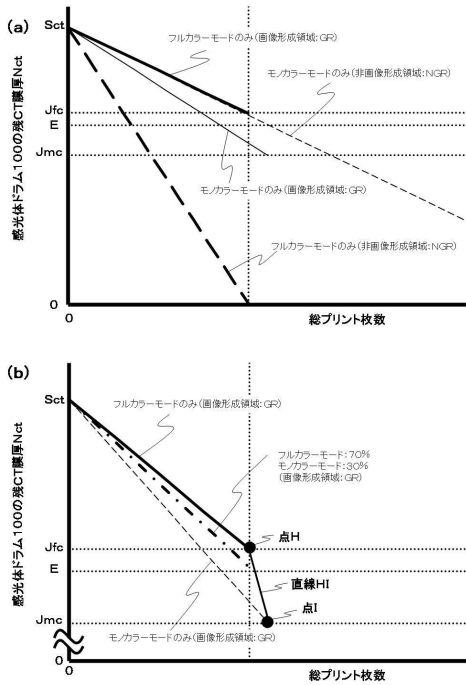 (a)
Sct
フルカラーモードのみ（画像形成領域：GR）
モノカラーモードのみ（非画像形成領域：NGR）
Jfc
E
Jmc
感光体ドラム100の残CT膜厚Nct
モノカラーモードのみ（画像形成領域：GR）
フルカラーモードのみ（非画像形成領域：NGR）
0
0
総プリント枚数
(b)
Sct
フルカラーモードのみ（画像形成領域：GR）
フルカラーモード：70%
モノカラーモード：30%
（画像形成領域：GR）
感光体ドラム100の残CT膜厚Nct
点H
Jfc
E
直線HI
点I
Jmc
モノカラーモードのみ（画像形成領域：GR）
0
0
総プリント枚数